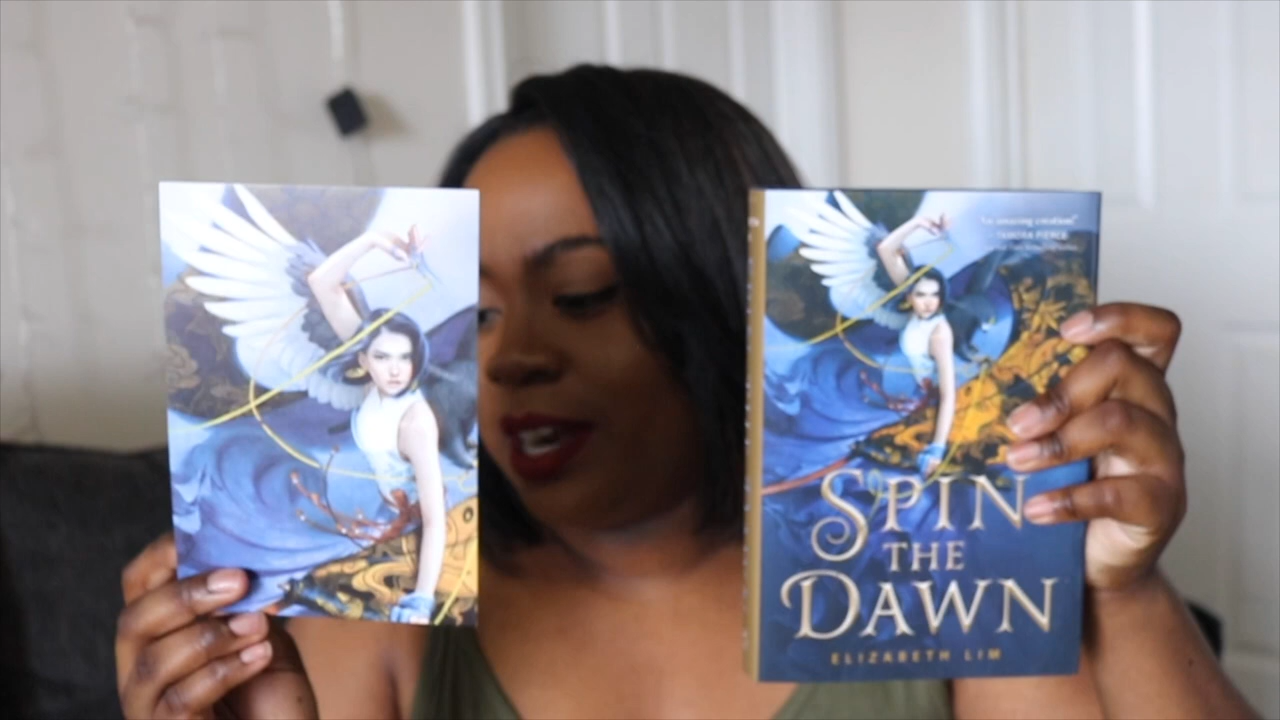 "An amazing creation!"
TAMORA PIERCE
SPIN
THE
DAWN
ELIZABETH LIM